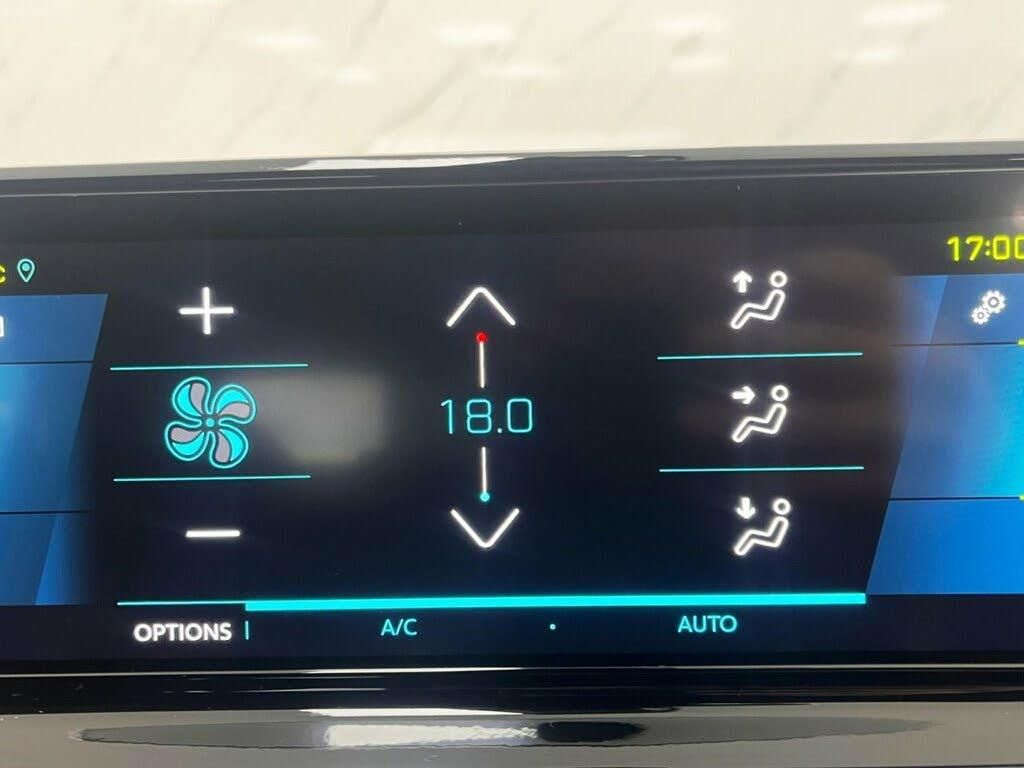 17:00
18.0
OPTIONS
A/C
AUTO